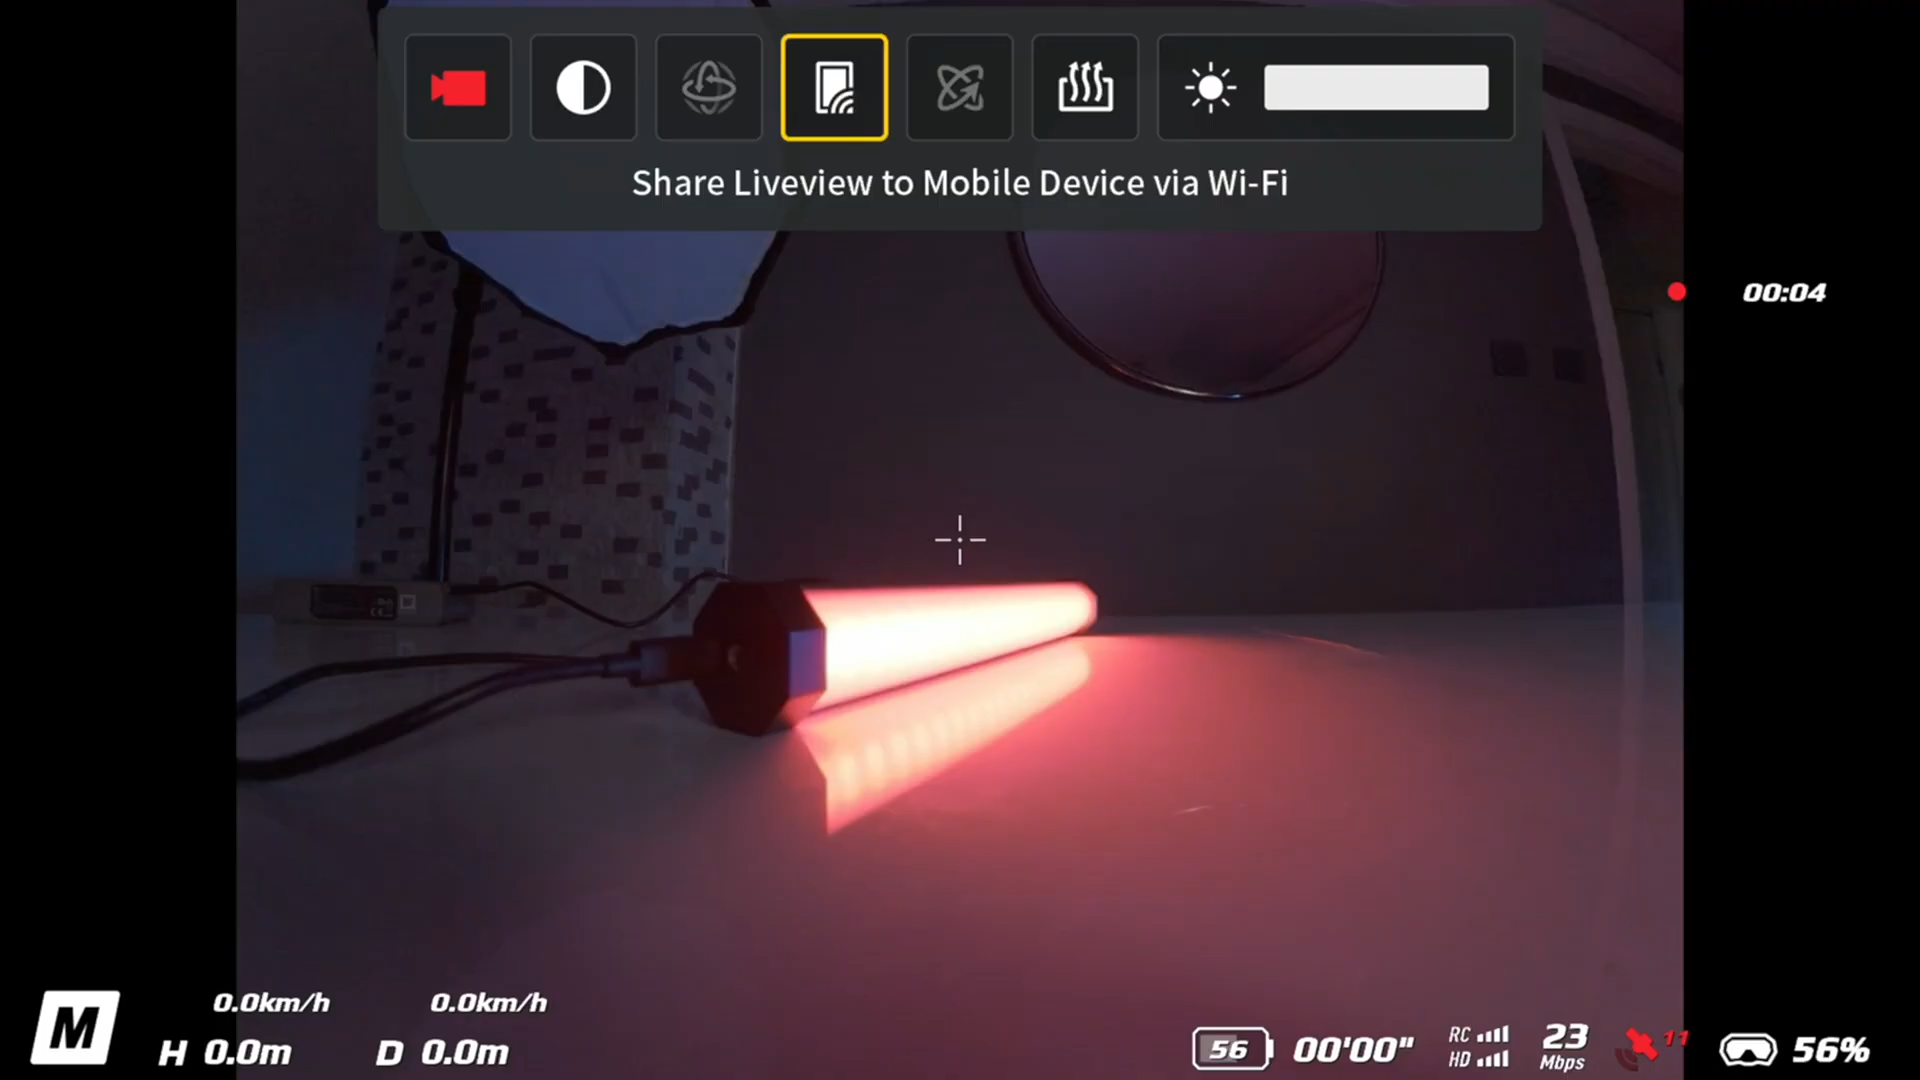 Share Liveview to Mobile Device via Wi-Fi
00:04
M
0.0km/h
0.0km/h
H 0.0m
D 0.0m
56
00'00"
RC
HD
23
Mbps
11
56%